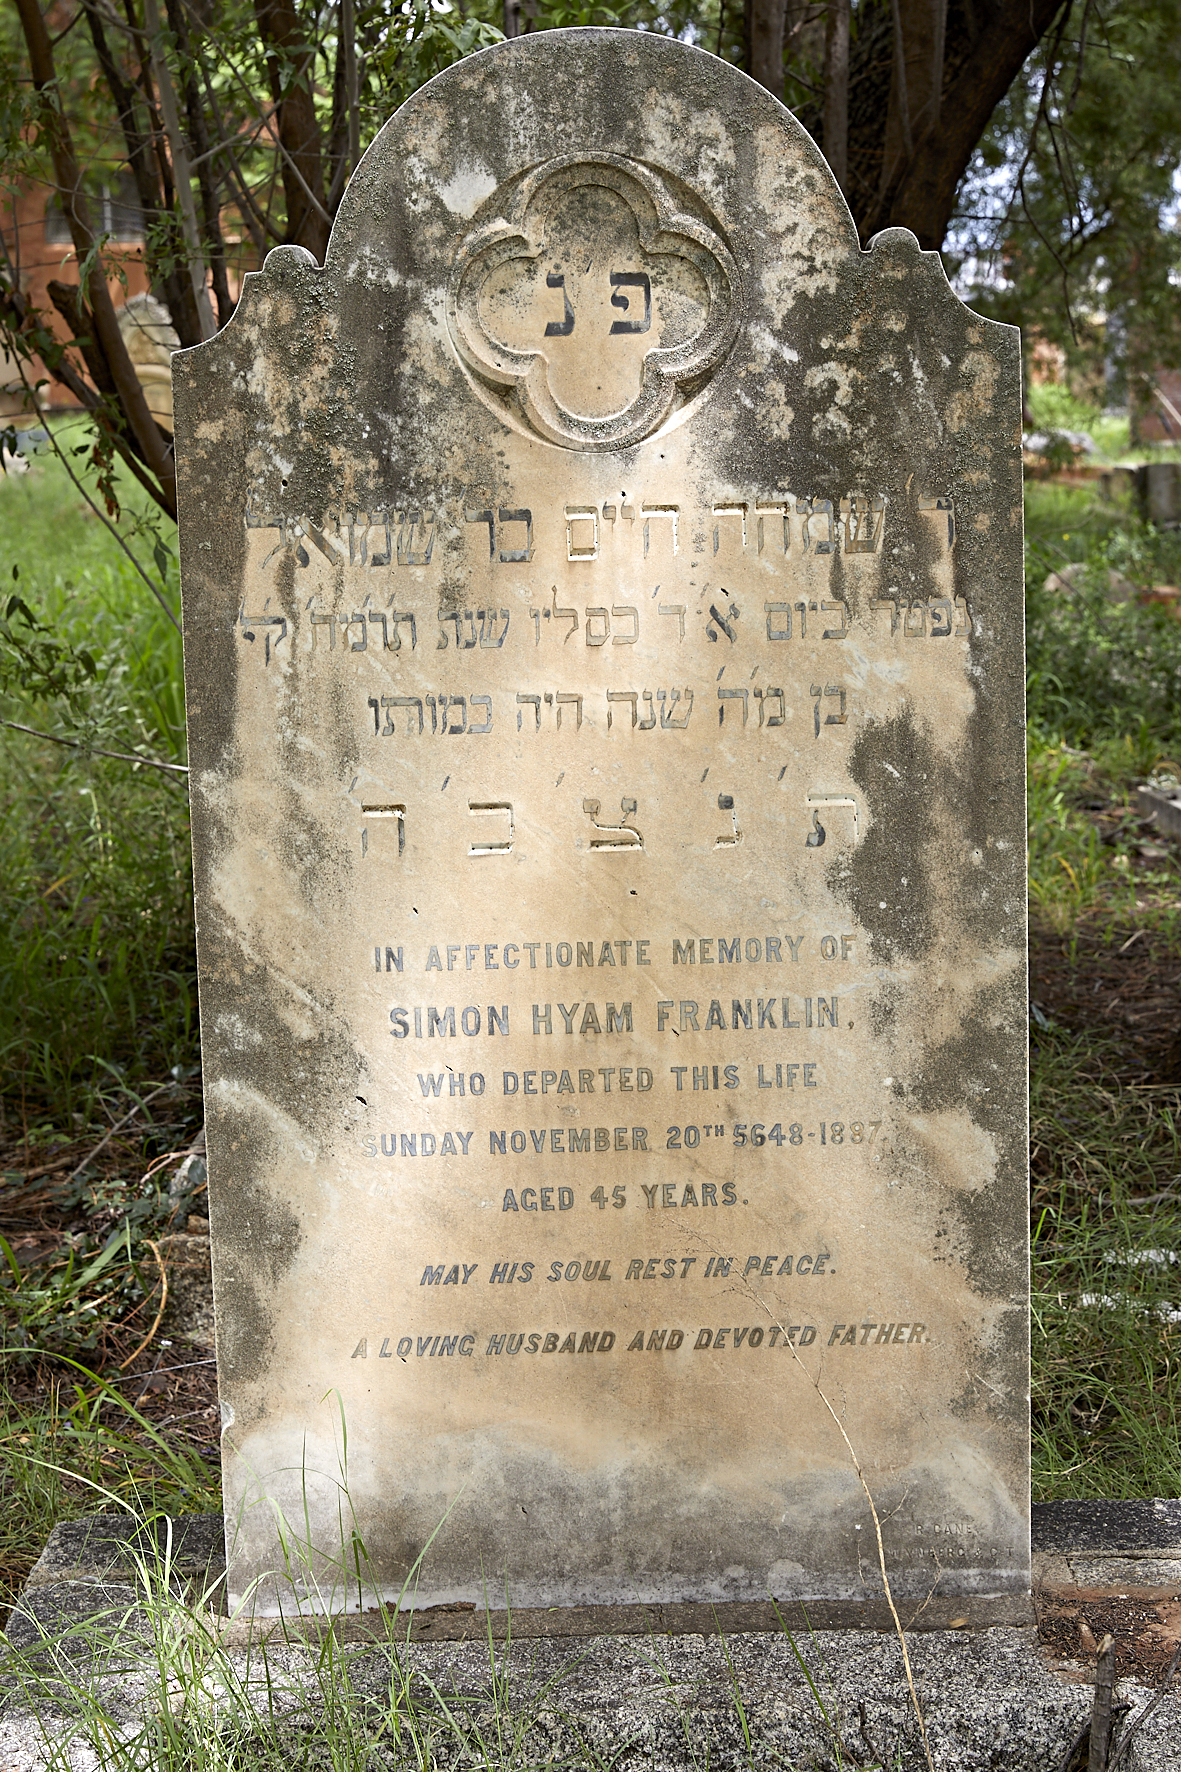 פ נ
ר שמחה חיים בר שמואל
נפטר ביום א׳ ד׳ כסליו שנת ת׳ר׳מ׳ח׳ ק׳י
בן מ׳ה׳ שנה היה במותו
ת׳ נ׳ צ׳ ב׳ ה׳
IN AFFECTIONATE MEMORY OF
SIMON HYAM FRANKLIN,
WHO DEPARTED THIS LIFE
SUNDAY NOVEMBER 20TH 5648-1887.
AGED 45 YEARS.
MAY HIS SOUL REST IN PEACE.
A LOVING HUSBAND AND DEVOTED FATHER.
R. CANE.